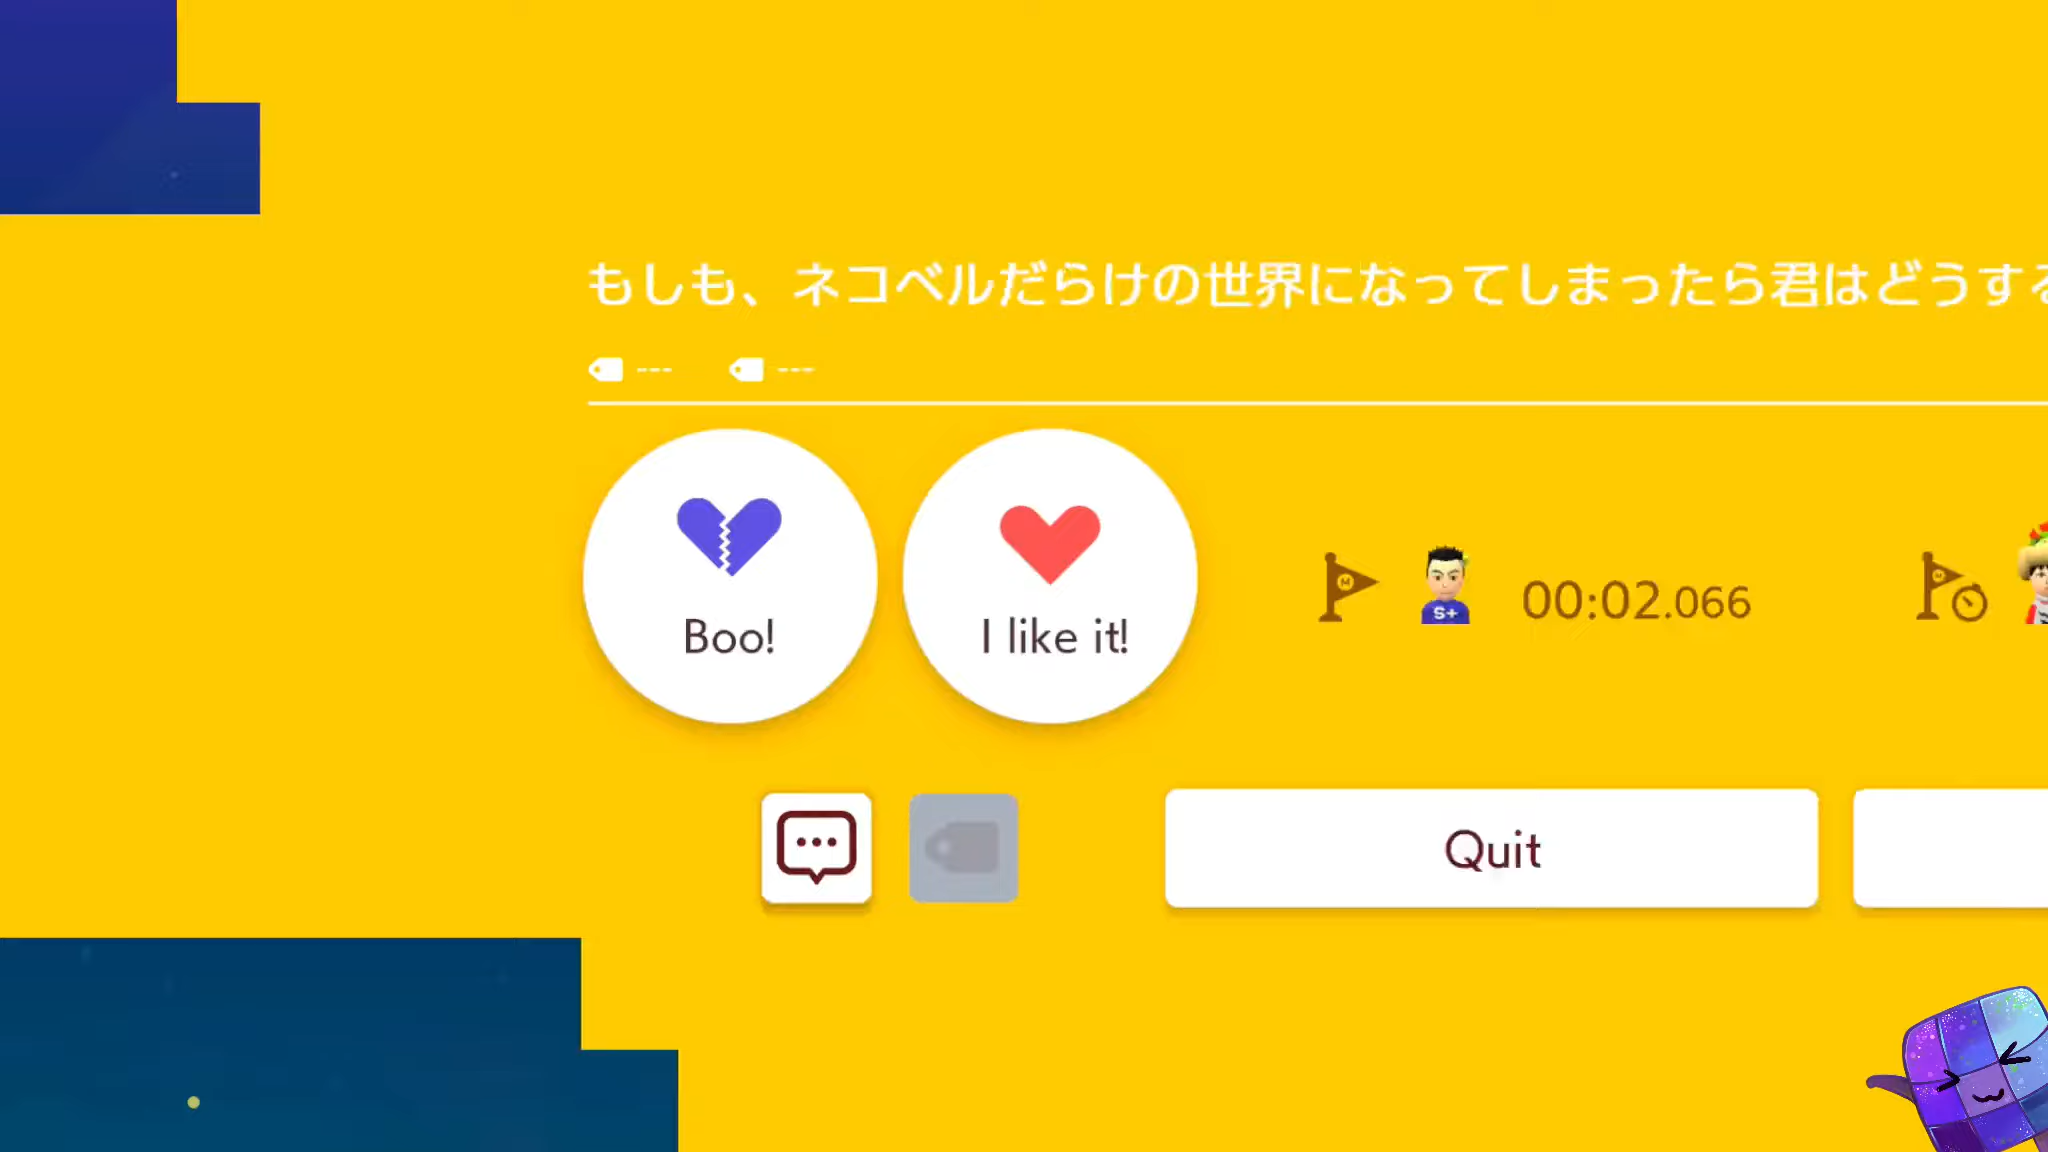 もしも、ネコベルだらけの世界になってしまったら君はどうする
--- ---
Boo!
I like it!
M
S+
00:02.066
M
Quit